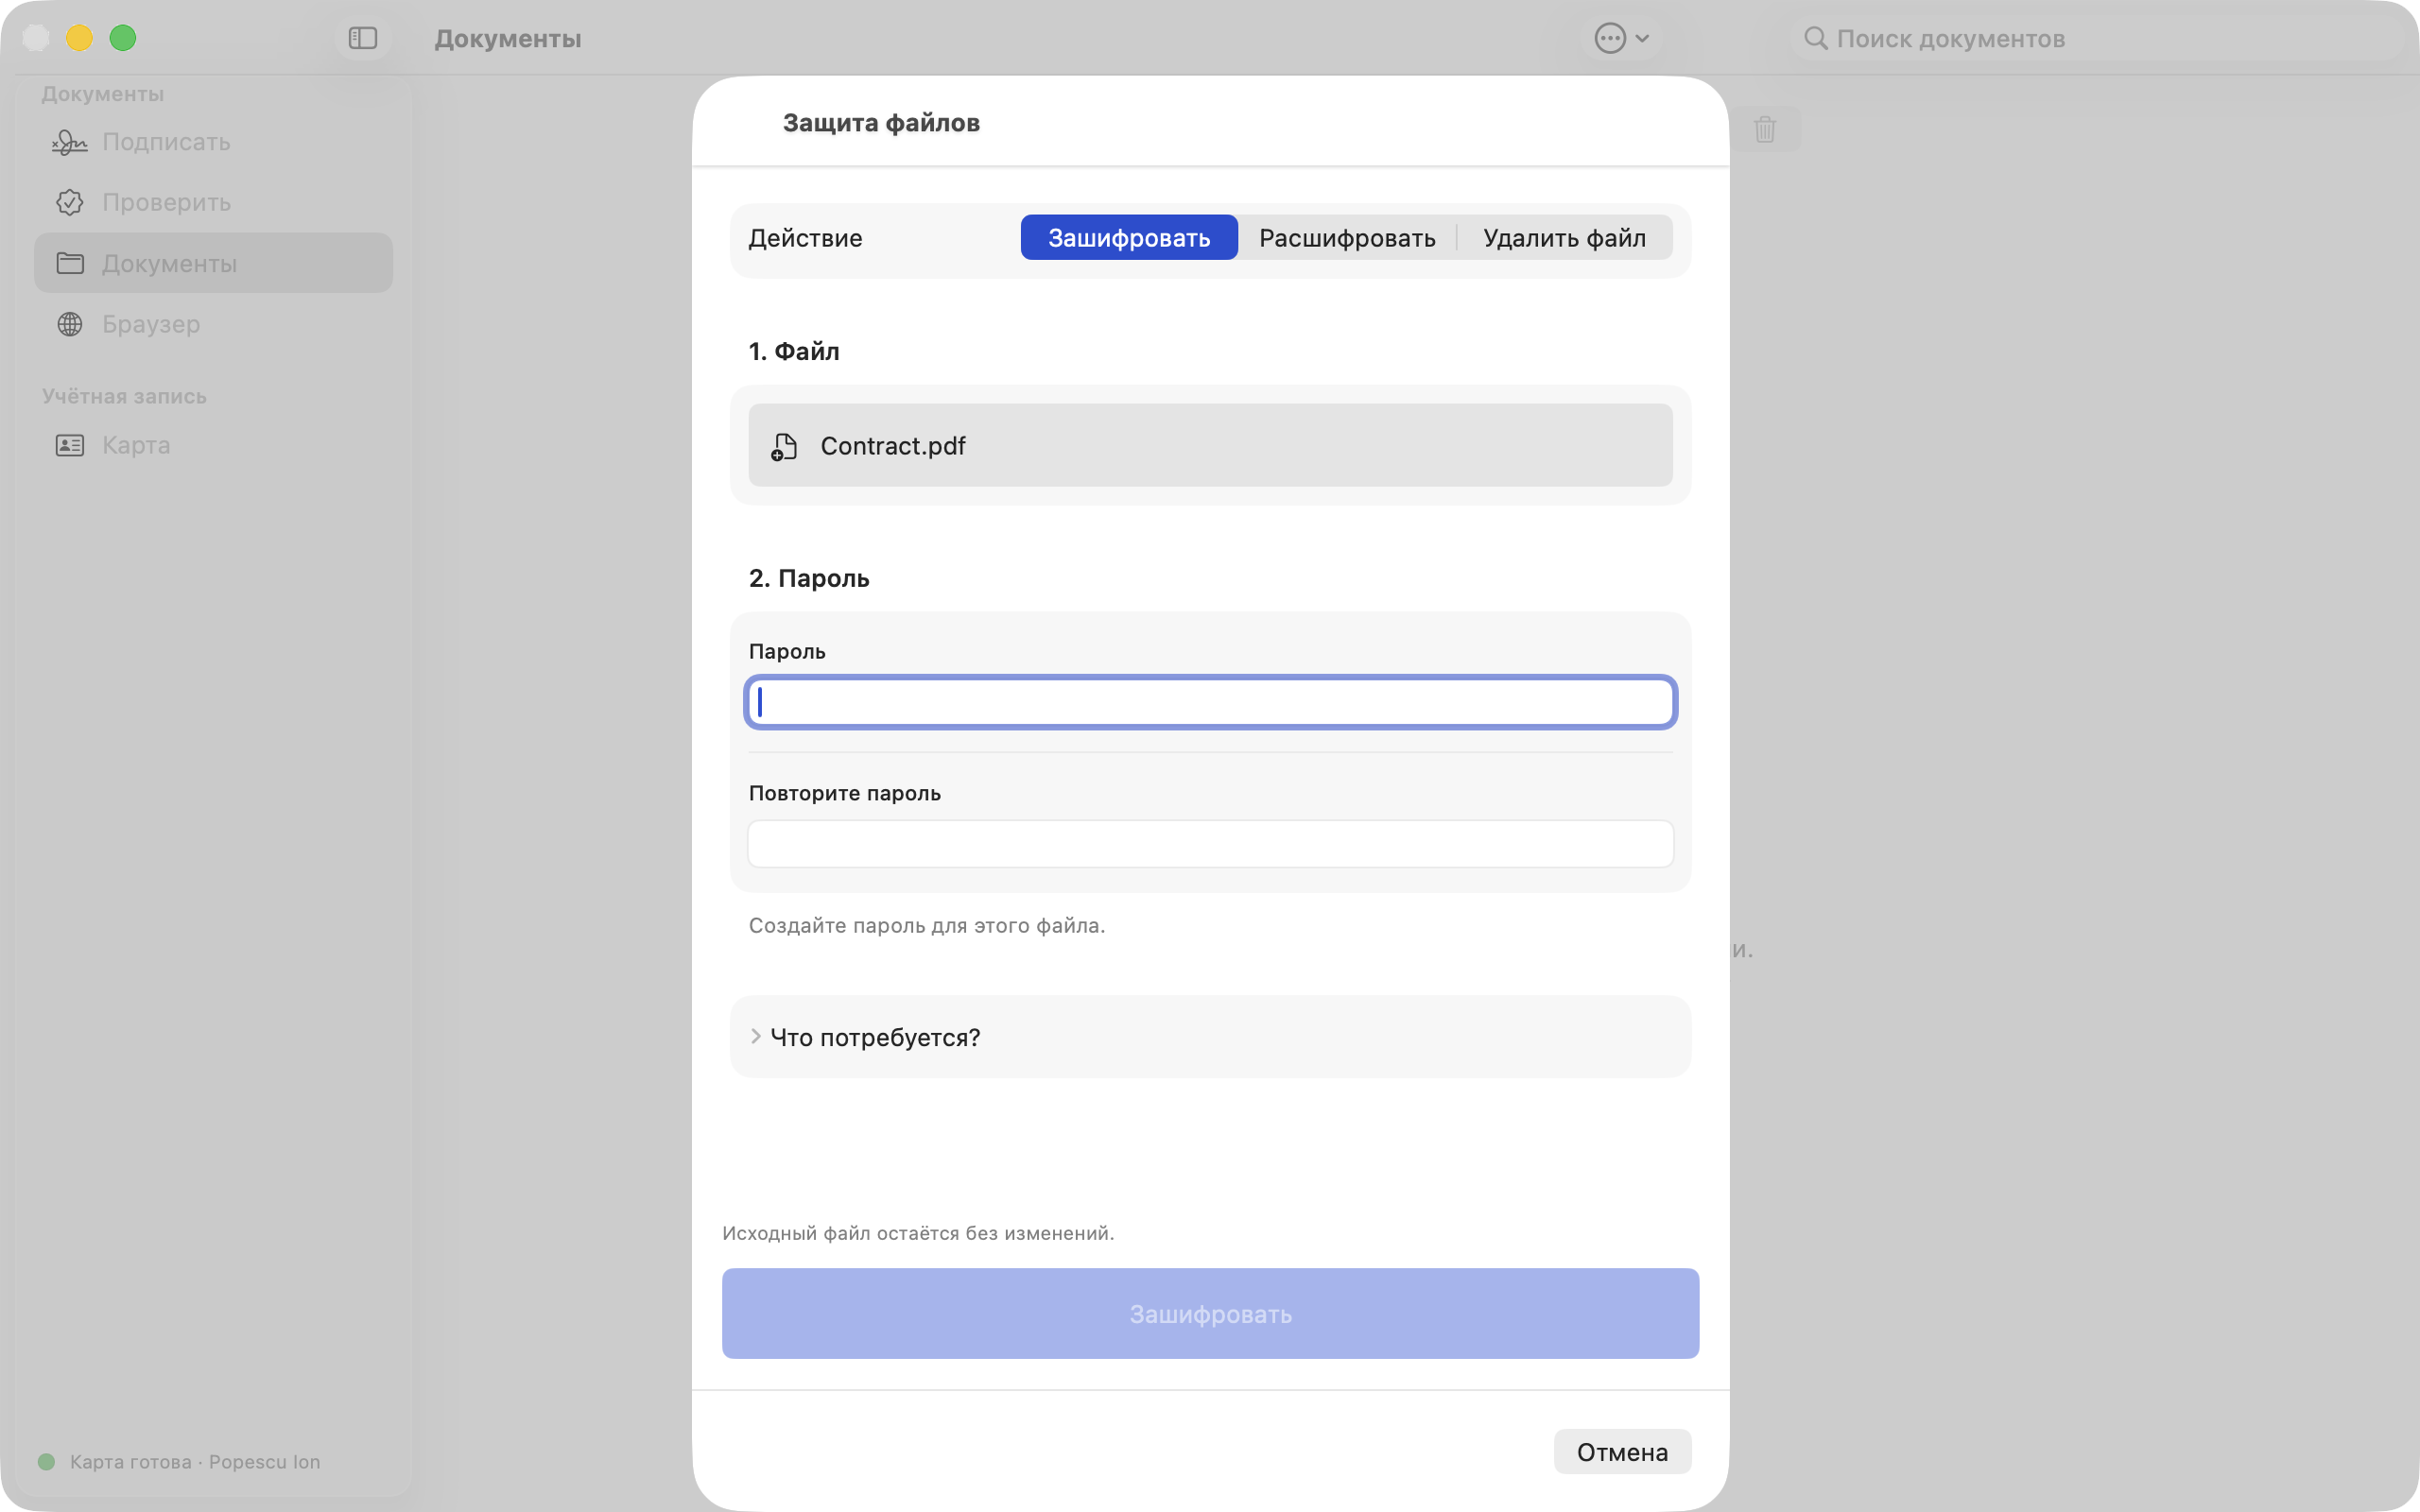 Документы
Поиск документов
Документы
Подписать
Проверить
Документы
Браузер
Учётная запись
Карта
Карта готова · Popescu Ion
Защита файлов
Действие
Зашифровать
Расшифровать
Удалить файл
1. Файл
Contract.pdf
2. Пароль
Пароль
Повторите пароль
Создайте пароль для этого файла.
и.
Что потребуется?
Исходный файл остаётся без изменений.
Зашифровать
Отмена